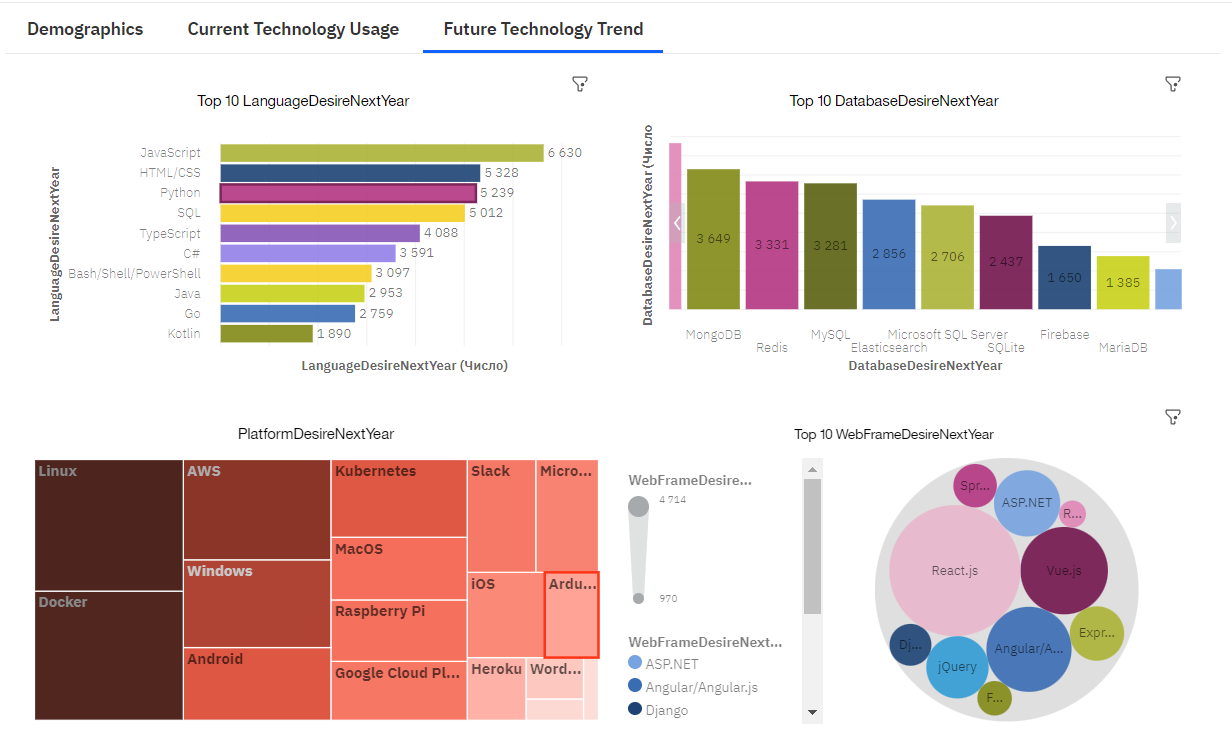 Demographics
Current Technology Usage
Future Technology Trend
Top 10 LanguageDesireNextYear
LanguageDesireNextYear
JavaScript 6 630
HTML/CSS 5 328
Python 5 239
SQL 5 012
TypeScript 4 088
C# 3 591
Bash/Shell/PowerShell 3 097
Java 2 953
Go 2 759
Kotlin 1 890
LanguageDesireNextYear (Число)
Top 10 DatabaseDesireNextYear
DatabaseDesireNextYear (Число
3 649
3 331
3 281
2 856
2 706
2 437
1 650
1 385
MongoDB
Redis
MySQL
Elasticsearch
Microsoft SQL Server
SQLite
Firebase
MariaDB
DatabaseDesireNextYear
PlatformDesireNextYear
Linux
Docker
AWS
Windows
Android
Kubernetes
MacOS
Raspberry Pi
Google Cloud Pl...
Slack
Micro...
iOS
Ardu...
Heroku
Word...
Top 10 WebFrameDesireNextYear
WebFrameDesire...
4 714
970
WebFrameDesireNext...
ASP.NET
Angular/Angular.js
Django
Spr...
ASP.NET
R...
React.js
Vue.js
Expr...
Dj...
jQuery
Angular/A...
F...